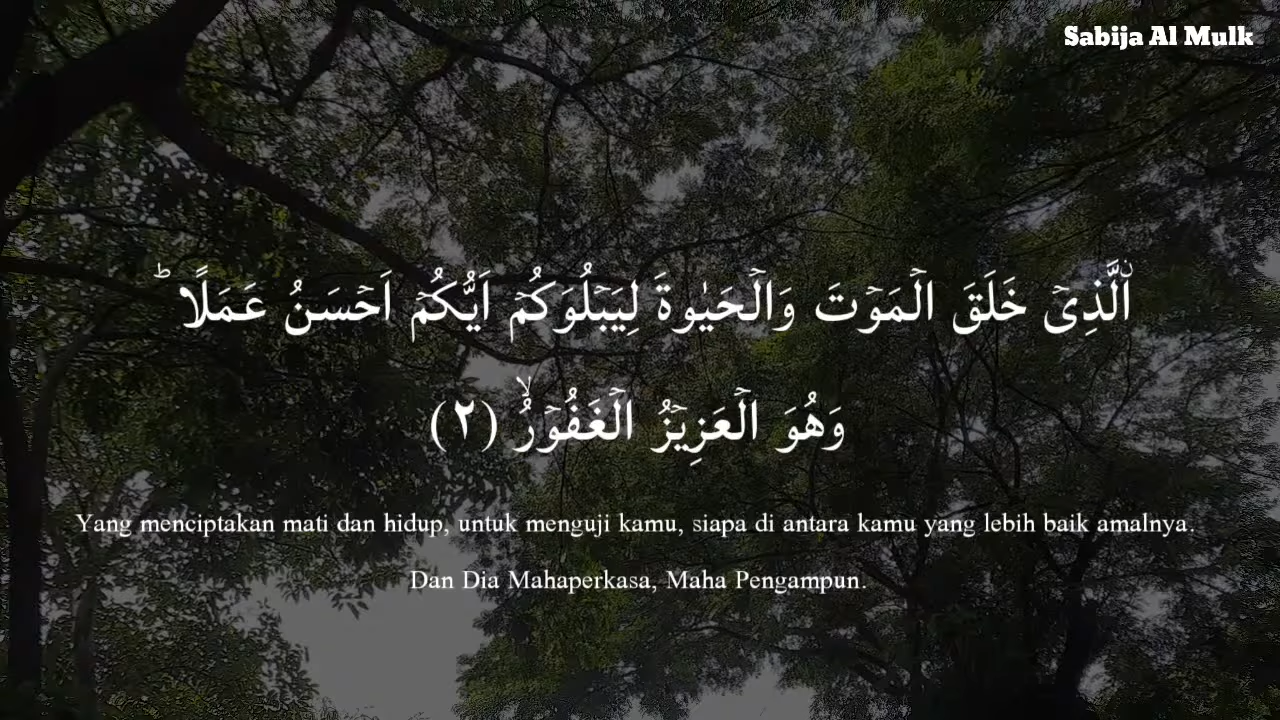 Sabija Al Mulk
ࣙالَّذِيْ خَلَقَ الْمَوْتَ وَالْحَيٰوةَ لِيَبْلُوَكُمْ اَيُّكُمْ اَحْسَنُ عَمَلًا ۗ
وَهُوَ الْعَزِيْزُ الْغَفُوْرُۙ (٢)
Yang menciptakan mati dan hidup, untuk menguji kamu, siapa di antara kamu yang lebih baik amalnya.
Dan Dia Mahaperkasa, Maha Pengampun.